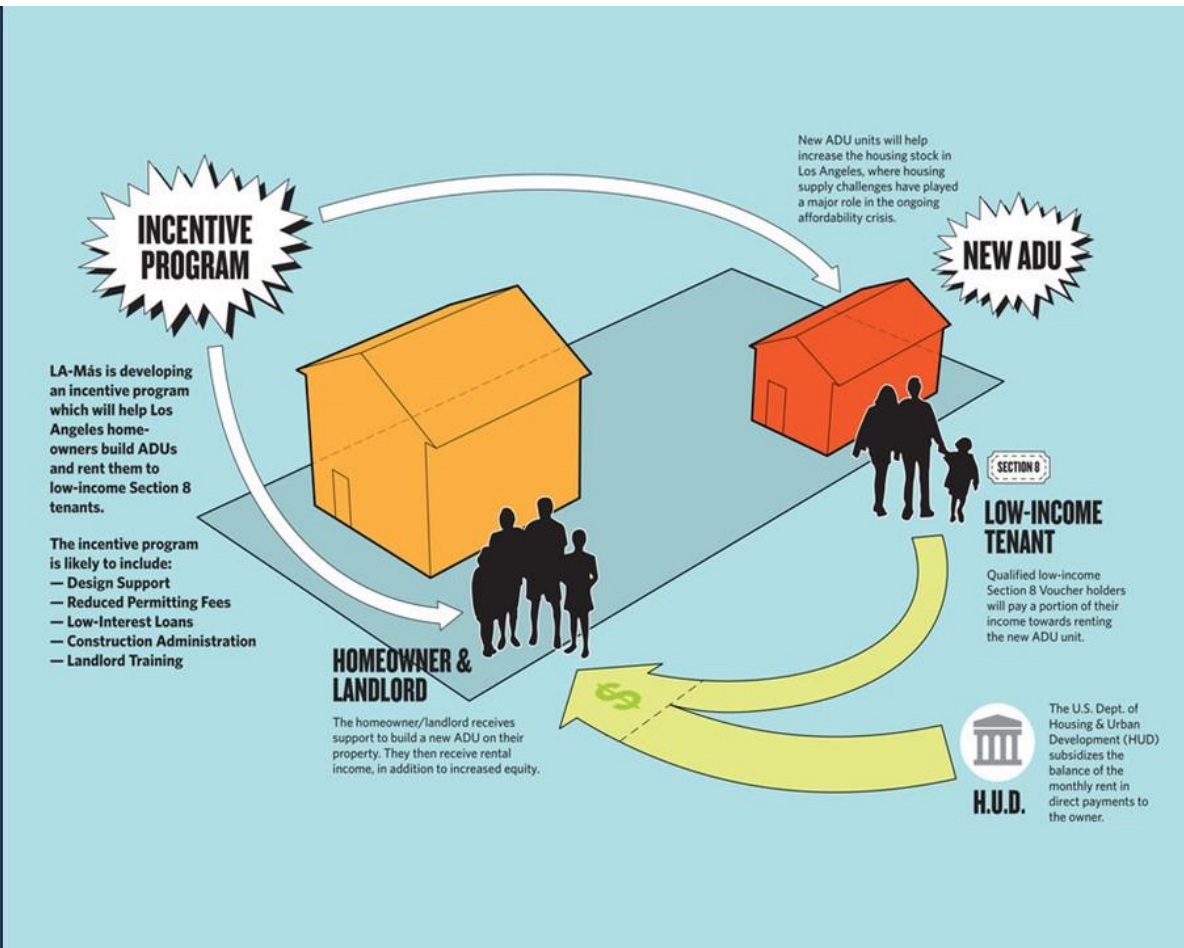 INCENTIVE
PROGRAM
LA-Más is developing
an incentive program
which will help Los
Angeles home-
owners build ADUs
and rent them to
low-income Section 8
tenants.
The incentive program
is likely to include:
— Design Support
— Reduced Permitting Fees
— Low-Interest Loans
— Construction Administration
— Landlord Training
New ADU units will help
increase the housing stock in
Los Angeles, where housing
supply challenges have played
a major role in the ongoing
affordability crisis.
NEW ADU
SECTION 8
LOW-INCOME
TENANT
Qualified low-income
Section 8 Voucher holders
will pay a portion of their
income towards renting
the new ADU unit.
HOMEOWNER &
LANDLORD
The homeowner/landlord receives
support to build a new ADU on their
property. They then receive rental
income, in addition to increased equity.
$
H.U.D.
The U.S. Dept. of
Housing & Urban
Development (HUD)
subsidizes the
balance of the
monthly rent in
direct payments to
the owner.